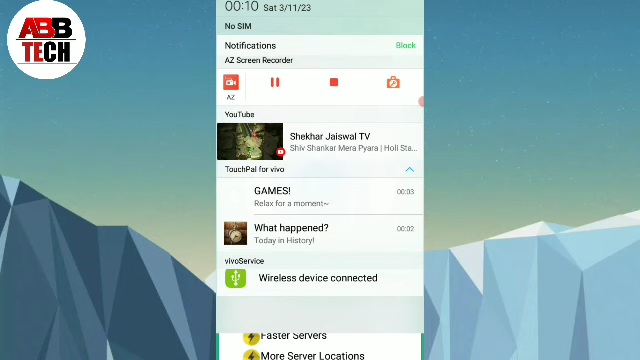 ABB
TECH
00:10 Sat 3/11/23
No SIM
Notifications
Block
AZ Screen Recorder
AZ
YouTube
Shekhar Jaiswal TV
Shiv Shankar Mera Pyara | Holi Sta...
TouchPal for vivo
GAMES!
00:03
Relax for a moment~
What happened?
00:02
Today in History!
vivoService
Wireless device connected
Faster Servers
More Server Locations